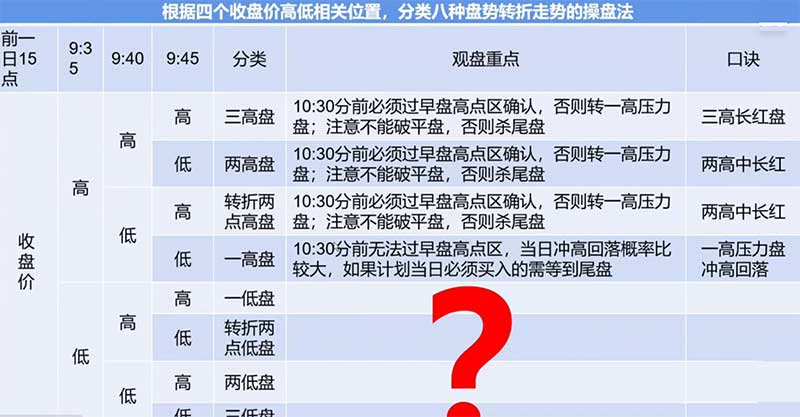 根据四个收盘价高低相关位置，分类八种盘势转折走势的操盘法
前一日15点 9:35 9:40 9:45 分类 观盘重点 口诀
收盘价
高
高
高 三高盘 10:30分前必须过早盘高点区确认，否则转一高压力
盘；注意不能破平盘，否则杀尾盘 三高长红盘
低 两高盘 10:30分前必须过早盘高点区确认，否则转一高压力
盘；注意不能破平盘，否则杀尾盘 两高中长红
低
高 转折两
点高盘 10:30分前必须过早盘高点区确认，否则转一高压力
盘；注意不能破平盘，否则杀尾盘 两高中长红
低 一高盘 10:30分前无法过早盘高点区，当日冲高回落概率比
较大，如果计划当日必须买入的需等到尾盘 一高压力盘
冲高回落
低
高
高 一低盘
低 转折两
点低盘
低
高 两低盘
低 三低盘
?